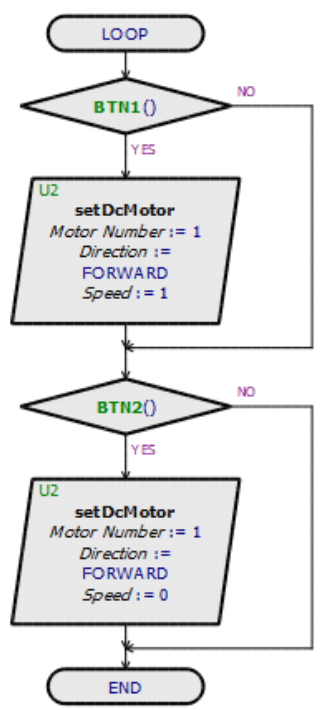 LOOP
BTN1()
NO
YES
U2
setDcMotor
Motor Number := 1
Direction :=
FORWARD
Speed := 1
BTN2()
NO
YES
U2
setDcMotor
Motor Number := 1
Direction :=
FORWARD
Speed := 0
END